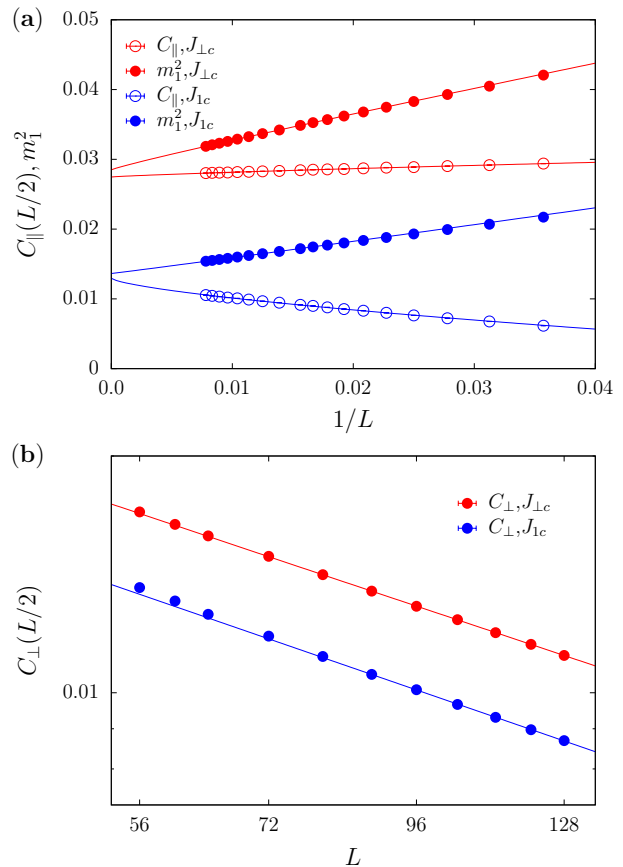 (a)
0.05
0.04
0.03
0.02
0.01
0
C∥(L/2), m₁²
C∥, J⊥c
m₁², J⊥c
C∥, J1c
m₁², J1c
0.0
0.01
0.02
0.03
0.04
1/L
(b)
C⊥(L/2)
0.01
C⊥, J⊥c
C⊥, J1c
56
72
96
128
L